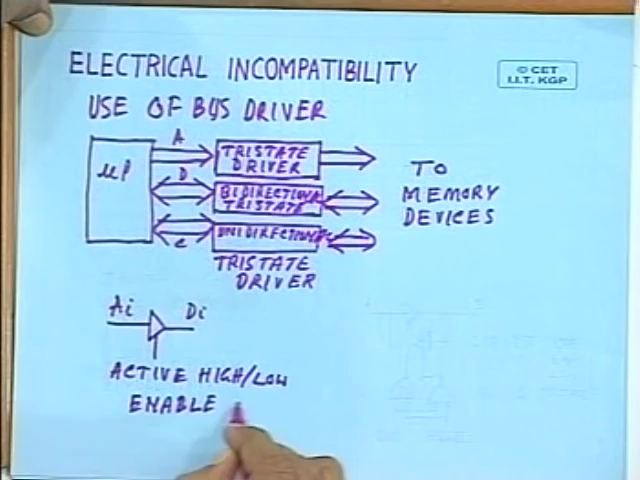 ELECTRICAL INCOMPATIBILITY
© CET
I.I.T. KGP
USE OF BUS DRIVER
A
TRISTATE
DRIVER
μP
D
BIDIRECTIONAL
TRISTATE
TO
MEMORY
DEVICES
C
UNIDIRECTIONAL
TRISTATE
DRIVER
Ai
Di
ACTIVE HIGH/LOW
ENABLE